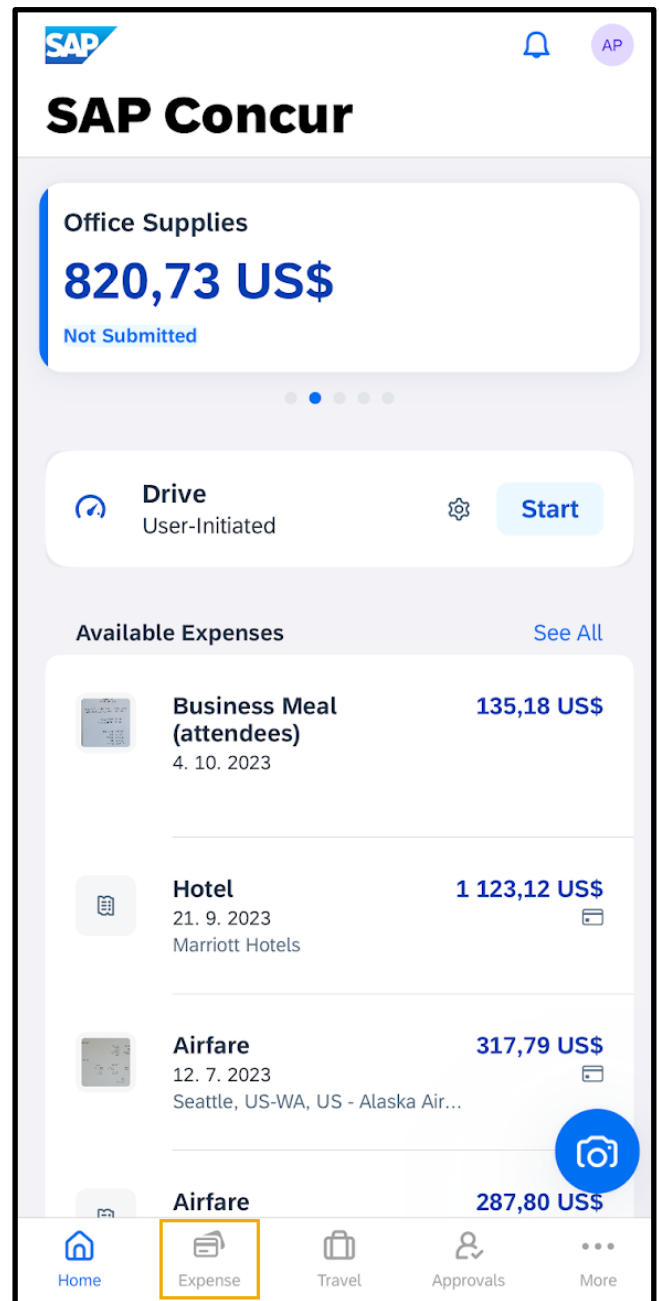 SAP
AP
SAP Concur
Office Supplies
820,73 US$
Not Submitted
Drive
User-Initiated
Start
Available Expenses
See All
Business Meal
(attendees)
135,18 US$
4. 10. 2023
Hotel
1 123,12 US$
21. 9. 2023
Marriott Hotels
Airfare
317,79 US$
12. 7. 2023
Seattle, US-WA, US - Alaska Air...
Airfare
287,80 US$
Home
Expense
Travel
Approvals
More